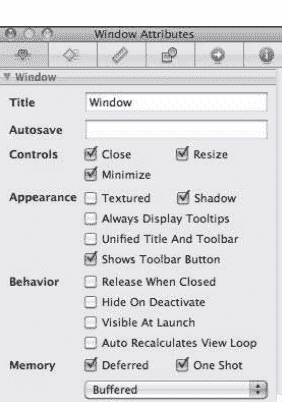 Window Attributes
Window
Title Window
Autosave
Controls Close Resize
Minimize
Appearance Textured Shadow
Always Display Tooltips
Unified Title And Toolbar
Shows Toolbar Button
Behavior Release When Closed
Hide On Deactivate
Visible At Launch
Auto Recalculates View Loop
Memory Deferred One Shot
Buffered